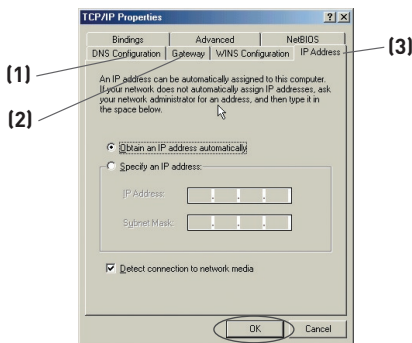 TCP/IP Properties
Bindings Advanced NetBIOS
DNS Configuration Gateway WINS Configuration IP Address
(1)
(2)
(3)
An IP address can be automatically assigned to this computer.
If your network does not automatically assign IP addresses, ask
your network administrator for an address, and then type it in
the space below.
Obtain an IP address automatically
Specify an IP address:
IP Address:
Subnet Mask:
Detect connection to network media
OK Cancel